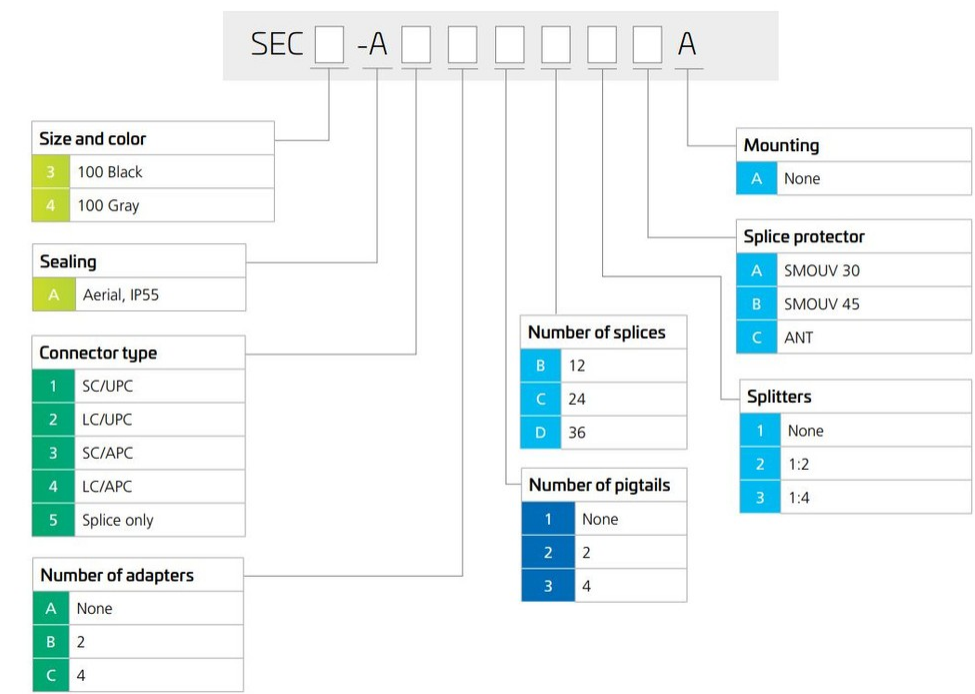 SEC -A A
Size and color
3 100 Black
4 100 Gray
Sealing
A Aerial, IP55
Connector type
1 SC/UPC
2 LC/UPC
3 SC/APC
4 LC/APC
5 Splice only
Number of adapters
A None
B 2
C 4
Number of splices
B 12
C 24
D 36
Number of pigtails
1 None
2 2
3 4
Mounting
A None
Splice protector
A SMOUV 30
B SMOUV 45
C ANT
Splitters
1 None
2 1:2
3 1:4